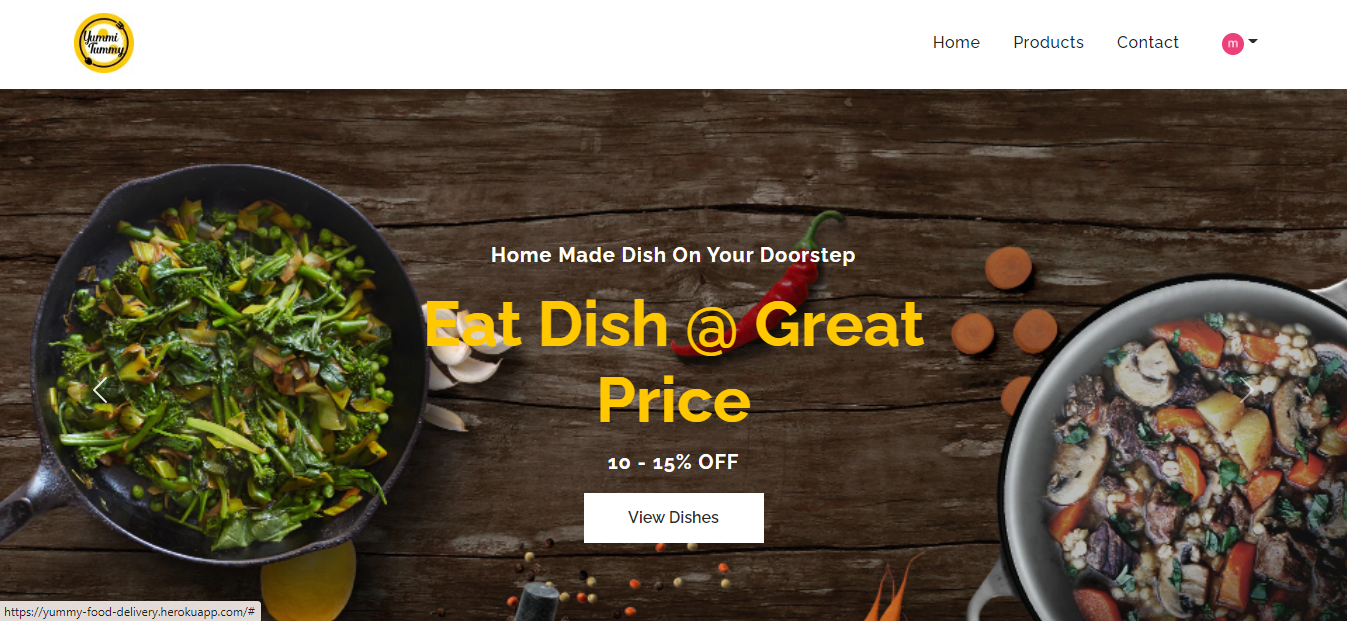 Yummi
Tummy
Home
Products
Contact
m
Home Made Dish On Your Doorstep
Eat Dish @ Great
Price
10 - 15% OFF
View Dishes
https://yummy-food-delivery.herokuapp.com/#